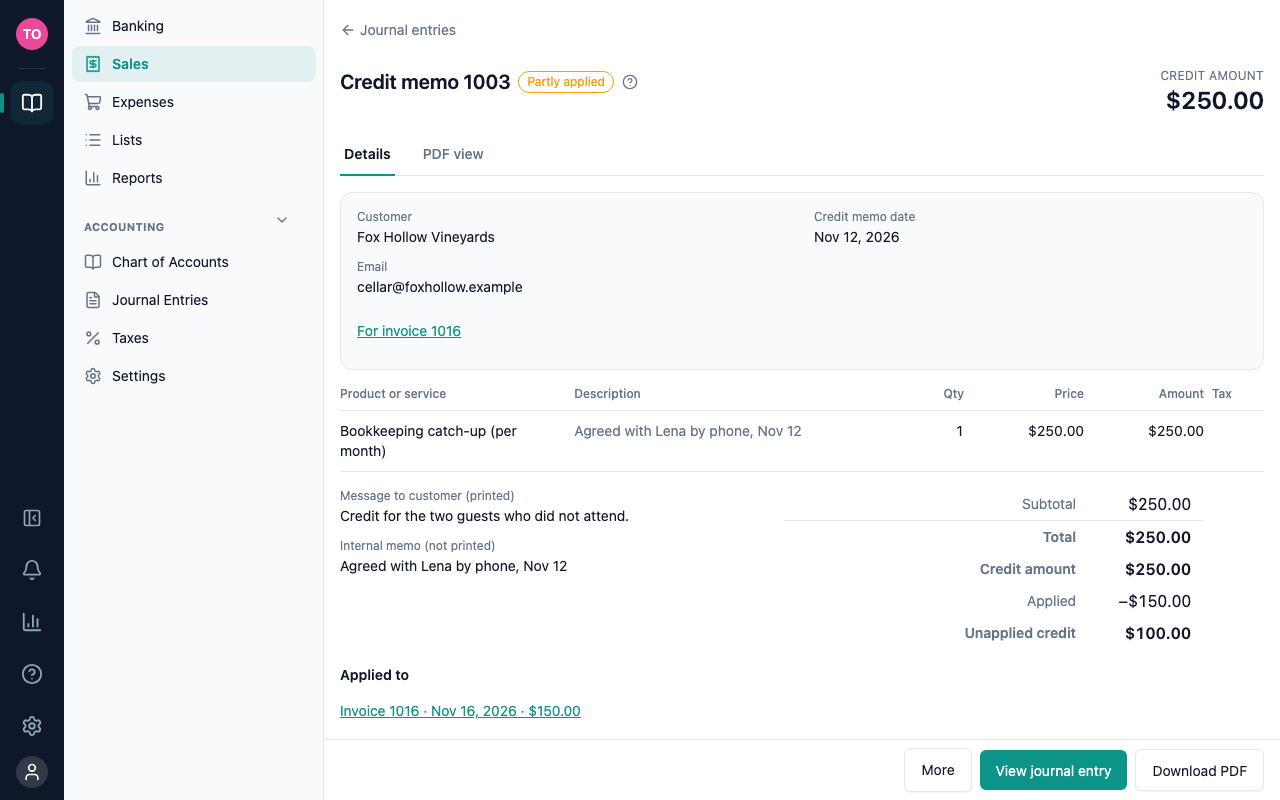 TO
Banking
Sales
Expenses
Lists
Reports
ACCOUNTING
Chart of Accounts
Journal Entries
Taxes
Settings
Journal entries
Credit memo 1003 Partly applied
CREDIT AMOUNT
$250.00
Details PDF view
Customer Credit memo date
Fox Hollow Vineyards Nov 12, 2026
Email
cellar@foxhollow.example
For invoice 1016
Product or service Description Qty Price Amount Tax
Bookkeeping catch-up (per Agreed with Lena by phone, Nov 12 1 $250.00 $250.00
month)
Message to customer (printed)
Credit for the two guests who did not attend.
Internal memo (not printed)
Agreed with Lena by phone, Nov 12
Subtotal $250.00
Total $250.00
Credit amount $250.00
Applied –$150.00
Unapplied credit $100.00
Applied to
Invoice 1016 · Nov 16, 2026 · $150.00
More View journal entry Download PDF